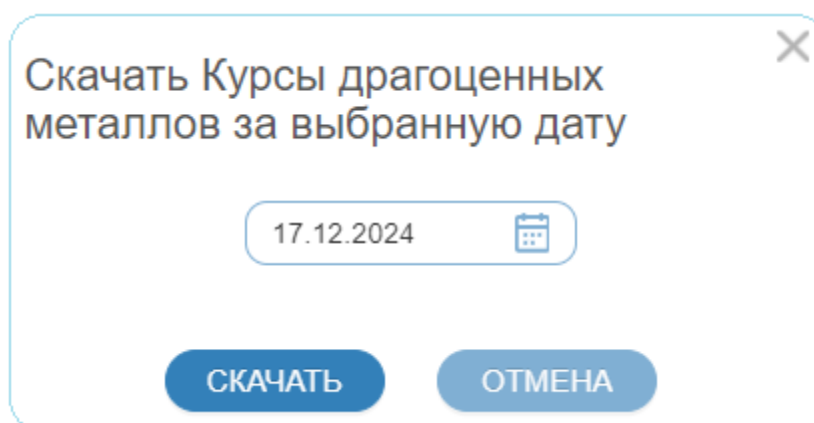 Скачать Курсы драгоценных
металлов за выбранную дату
17.12.2024
СКАЧАТЬ ОТМЕНА